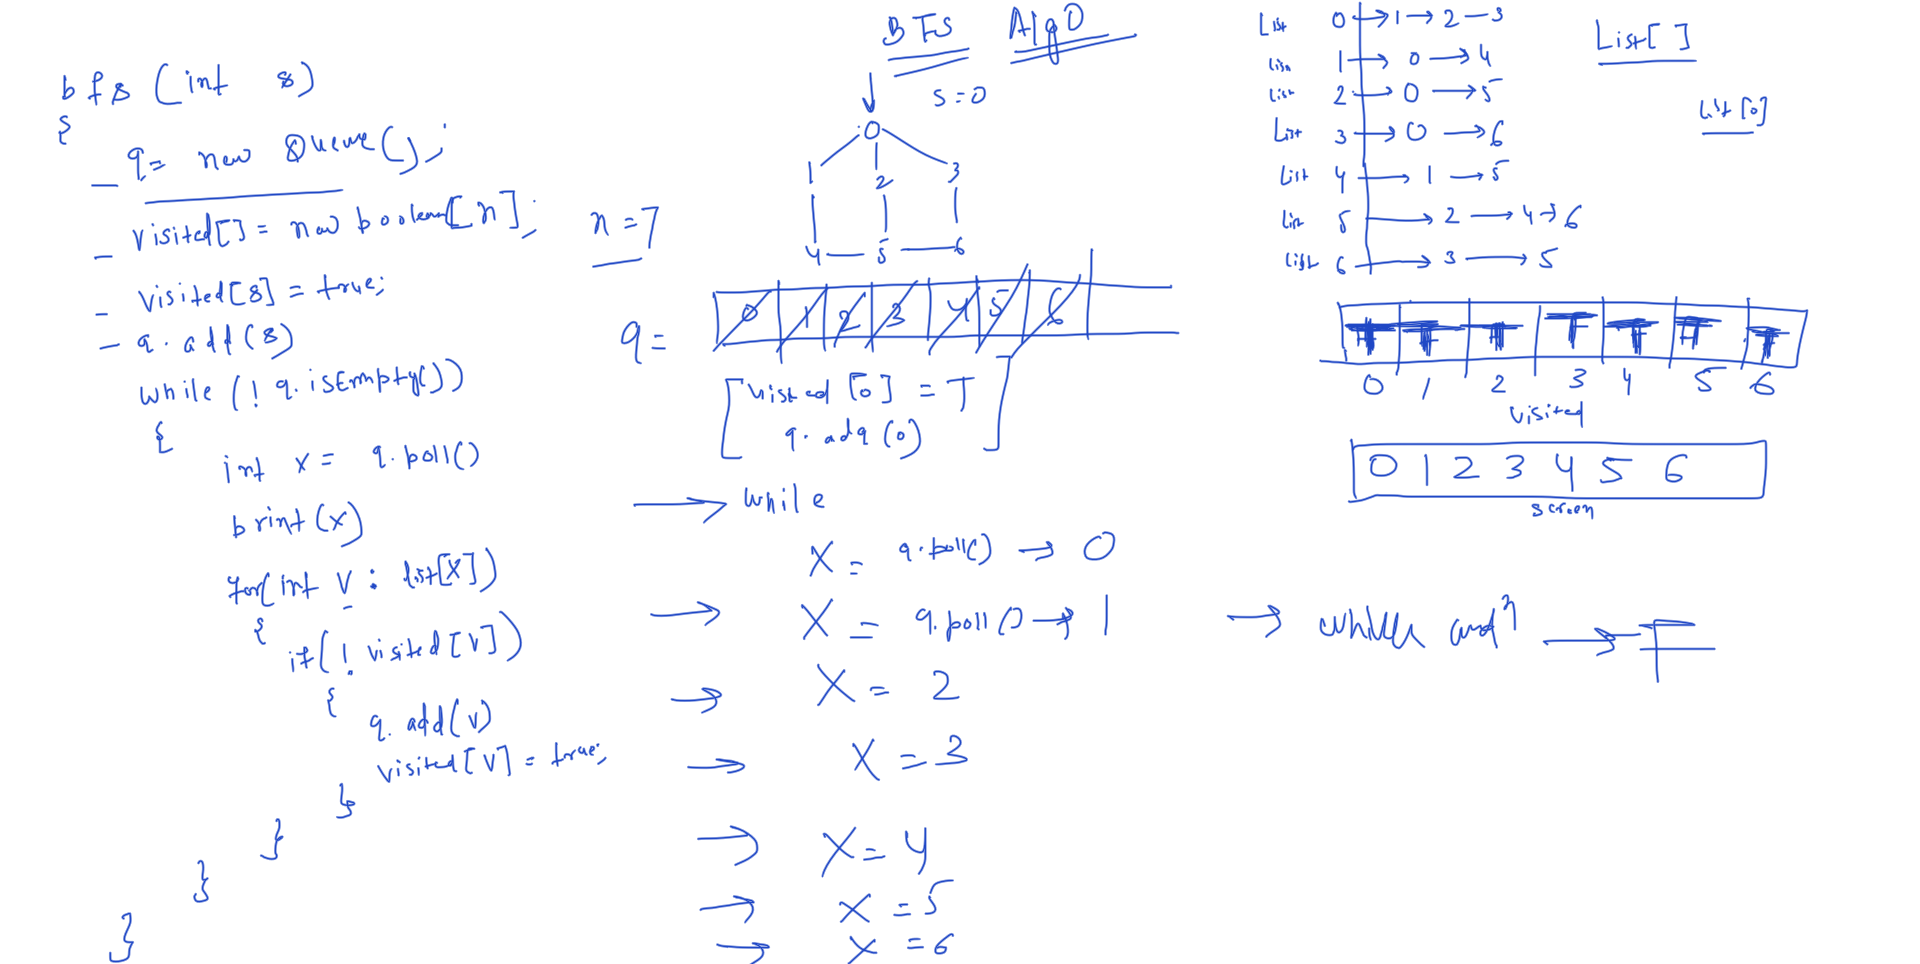 BFS Algo
bfs (int s)
{
q = new Queue();
visited[] = new boolean[n];
visited[s] = true;
q.add(s)
while (! q.isEmpty())
{
int x = q.poll()
print(x)
for(int v : list[x])
{
if(! visited[v])
{
q.add(v)
visited[v] = true;
}
}
}
}
n = 7
s = 0
0
1 2 3
4 5 6
q = 0 1 2 3 4 5 6
visited [0] = T
q.add (0)
→ while
x = q.poll() → 0
→ x = q.poll() → 1
→ x = 2
→ x = 3
→ x = 4
→ x = 5
→ x = 6
List 0 → 1 → 2 — 3
List 1 → 0 → 4
List 2 → 0 → 5
List 3 → 0 → 6
List 4 → 1 → 5
List 5 → 2 → 4 → 6
List 6 → 3 → 5
List[ ]
List [0]
T T T T T T T
0 1 2 3 4 5 6
visited
0 1 2 3 4 5 6
screen
→ while → F